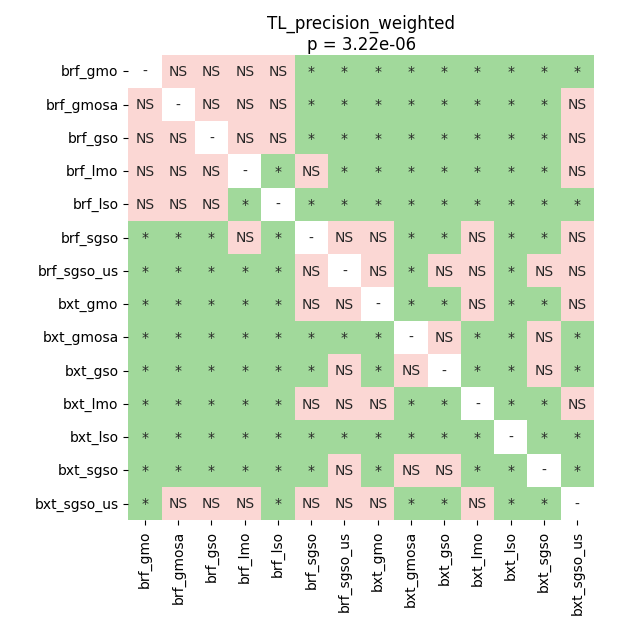 TL_precision_weighted
p = 3.22e-06
brf_gmo - NS NS NS NS * * * * * * * * *
brf_gmosa NS - NS NS NS * * * * * * * * NS
brf_gso NS NS - NS NS * * * * * * * * NS
brf_lmo NS NS NS - * NS * * * * * * * NS
brf_lso NS NS NS * - * * * * * * * * *
brf_sgso * * * NS * - NS NS * * NS * * NS
brf_sgso_us * * * * * NS - NS * NS NS * NS NS
bxt_gmo * * * * * NS NS - * * NS * * NS
bxt_gmosa * * * * * * * * - NS * * NS *
bxt_gso * * * * * * NS * NS - * * NS *
bxt_lmo * * * * * NS NS NS * * - * * NS
bxt_lso * * * * * * * * * * * - * *
bxt_sgso * * * * * * NS * NS NS * * - *
bxt_sgso_us * NS NS NS * NS NS NS * * NS * * -
brf_gmo
brf_gmosa
brf_gso
brf_lmo
brf_lso
brf_sgso
brf_sgso_us
bxt_gmo
bxt_gmosa
bxt_gso
bxt_lmo
bxt_lso
bxt_sgso
bxt_sgso_us